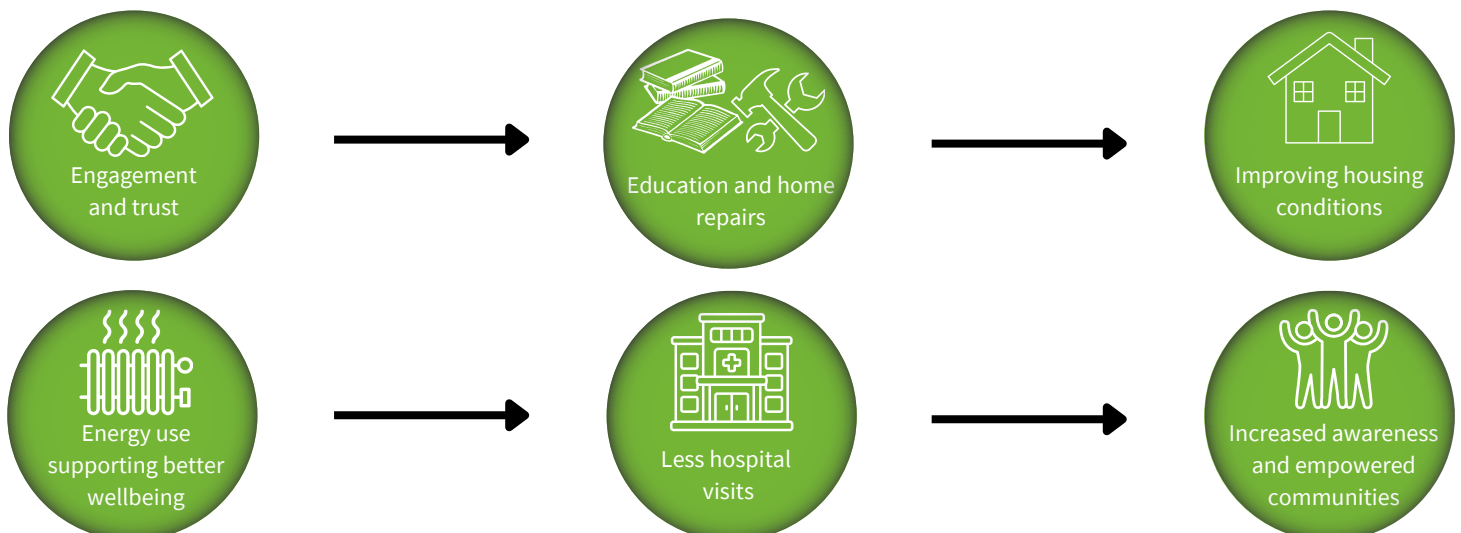 Engagement
and trust
Education and home
repairs
Improving housing
conditions
Energy use
supporting better
wellbeing
Less hospital
visits
Increased awareness
and empowered
communities